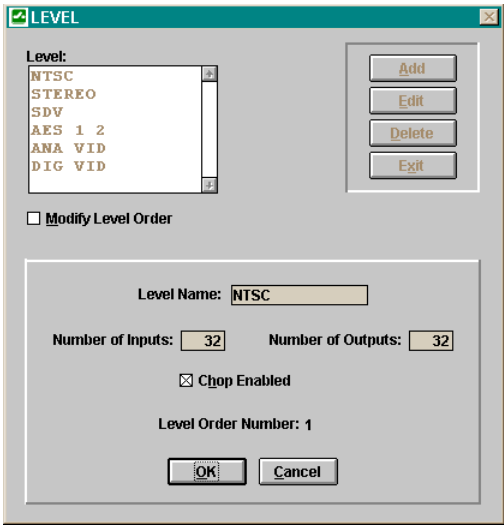 LEVEL
Level:
NTSC
STEREO
SDV
AES 1 2
ANA VID
DIG VID
Add
Edit
Delete
Exit
Modify Level Order
Level Name: NTSC
Number of Inputs: 32 Number of Outputs: 32
Chop Enabled
Level Order Number: 1
OK Cancel